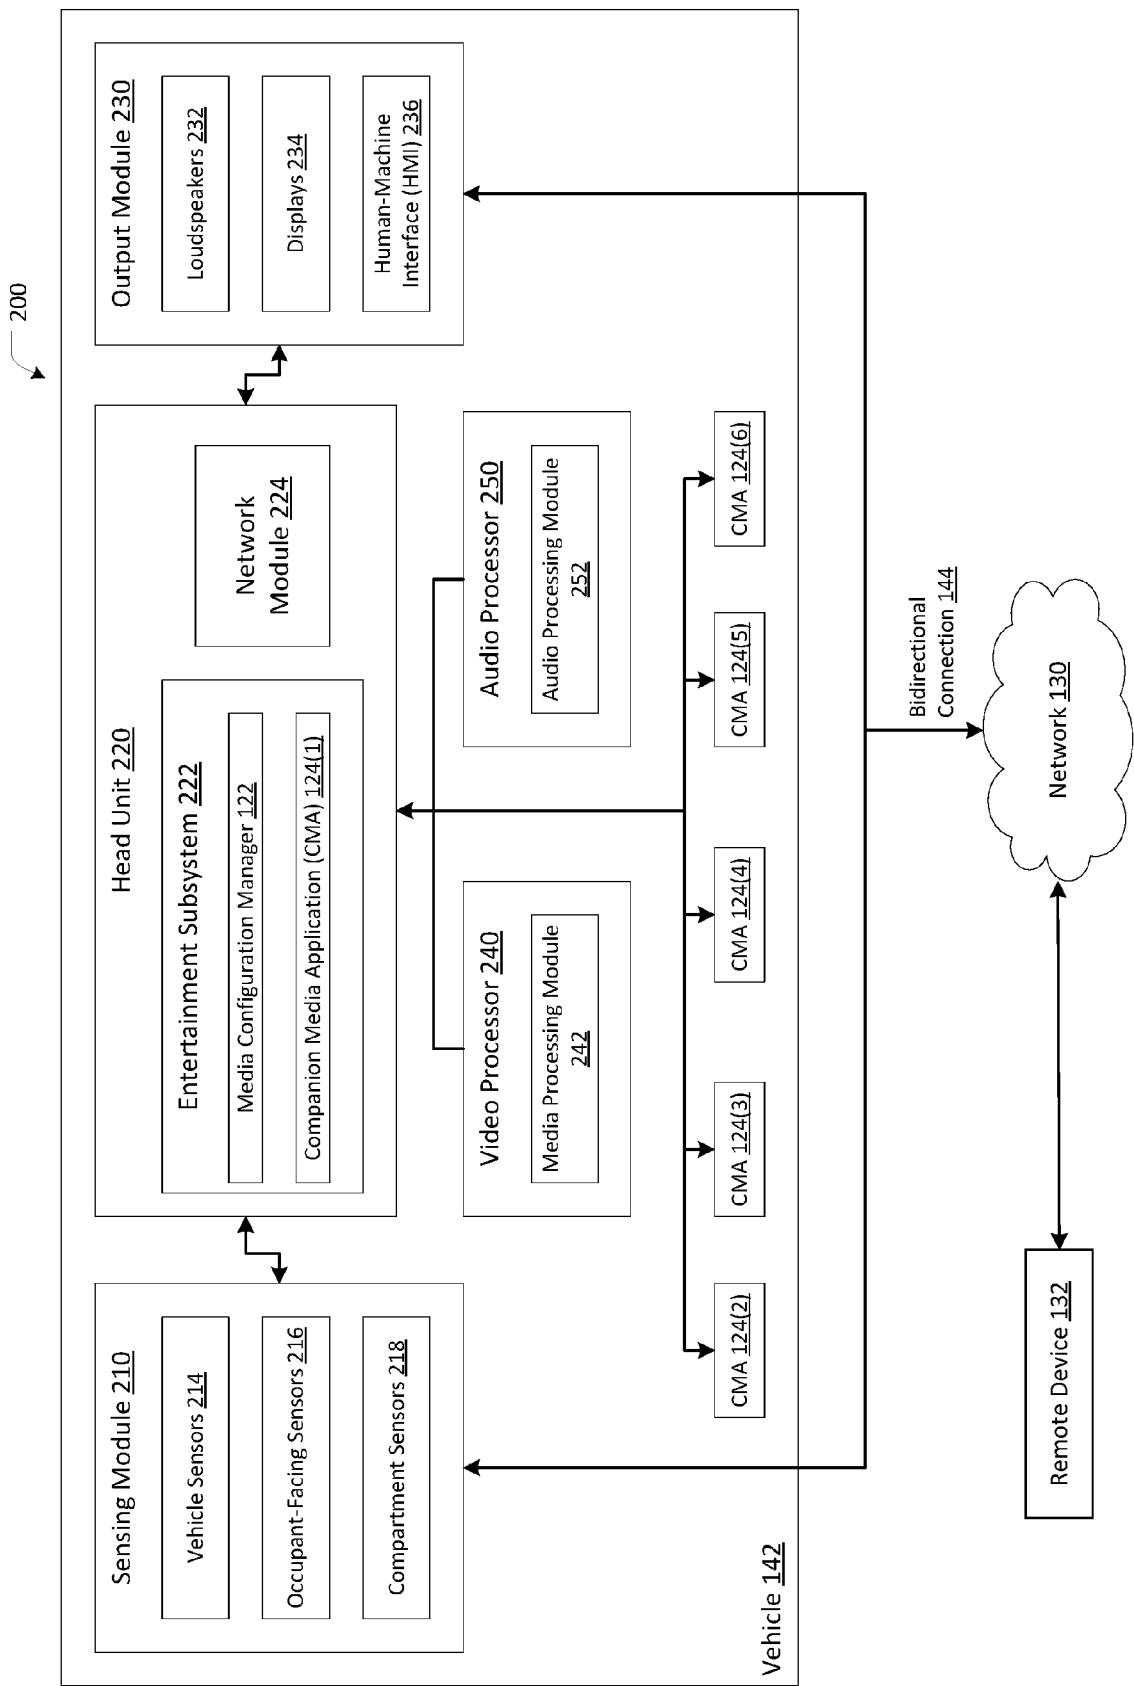 200
Sensing Module 210
Vehicle Sensors 214
Occupant-Facing Sensors 216
Compartment Sensors 218
Head Unit 220
Entertainment Subsystem 222
Media Configuration Manager 122
Companion Media Application (CMA) 124(1)
Network
Module 224
Output Module 230
Loudspeakers 232
Displays 234
Human-Machine
Interface (HMI) 236
Video Processor 240
Media Processing Module
242
Audio Processor 250
Audio Processing Module
252
CMA 124(2)
CMA 124(3)
CMA 124(4)
CMA 124(5)
CMA 124(6)
Vehicle 142
Bidirectional
Connection 144
Remote Device 132
Network 130